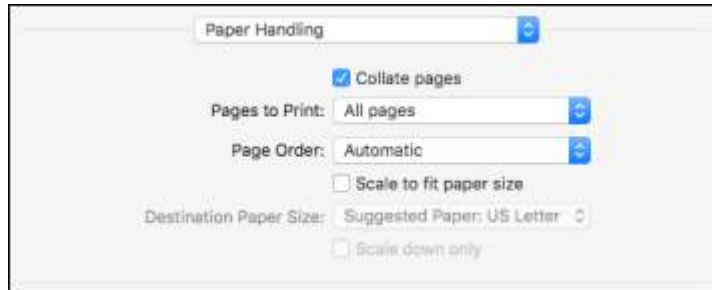 Paper Handling
Collate pages
Pages to Print: All pages
Page Order: Automatic
Scale to fit paper size
Destination Paper Size: Suggested Paper: US Letter
Scale down only